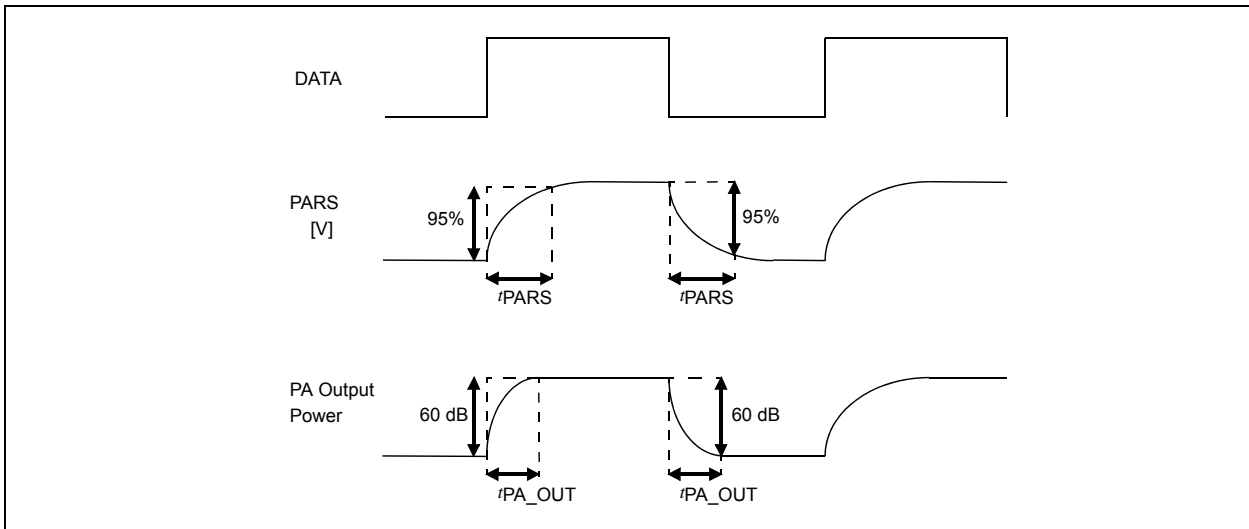 DATA
PARS
[V]
95%
95%
tPARS
tPARS
PA Output
Power
60 dB
60 dB
tPA_OUT
tPA_OUT